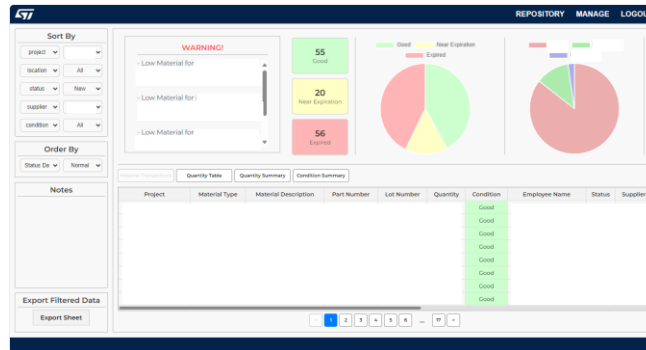 ST
REPOSITORY MANAGE LOGOUT
Sort By
project
location All
status New
supplier
condition All
Order By
Status De Normal
Notes
Export Filtered Data
Export Sheet
WARNING!
- Low Material for
- Low Material for
- Low Material for
55
Good
20
Near Expiration
56
Expired
Good Near Expiration
Expired
Quantity Table Quantity Summary Condition Summary
Project Material Type Material Description Part Number Lot Number Quantity Condition Employee Name Status Supplier
Good
Good
Good
Good
Good
Good
Good
Good
1 2 3 4 5 6 ... 17